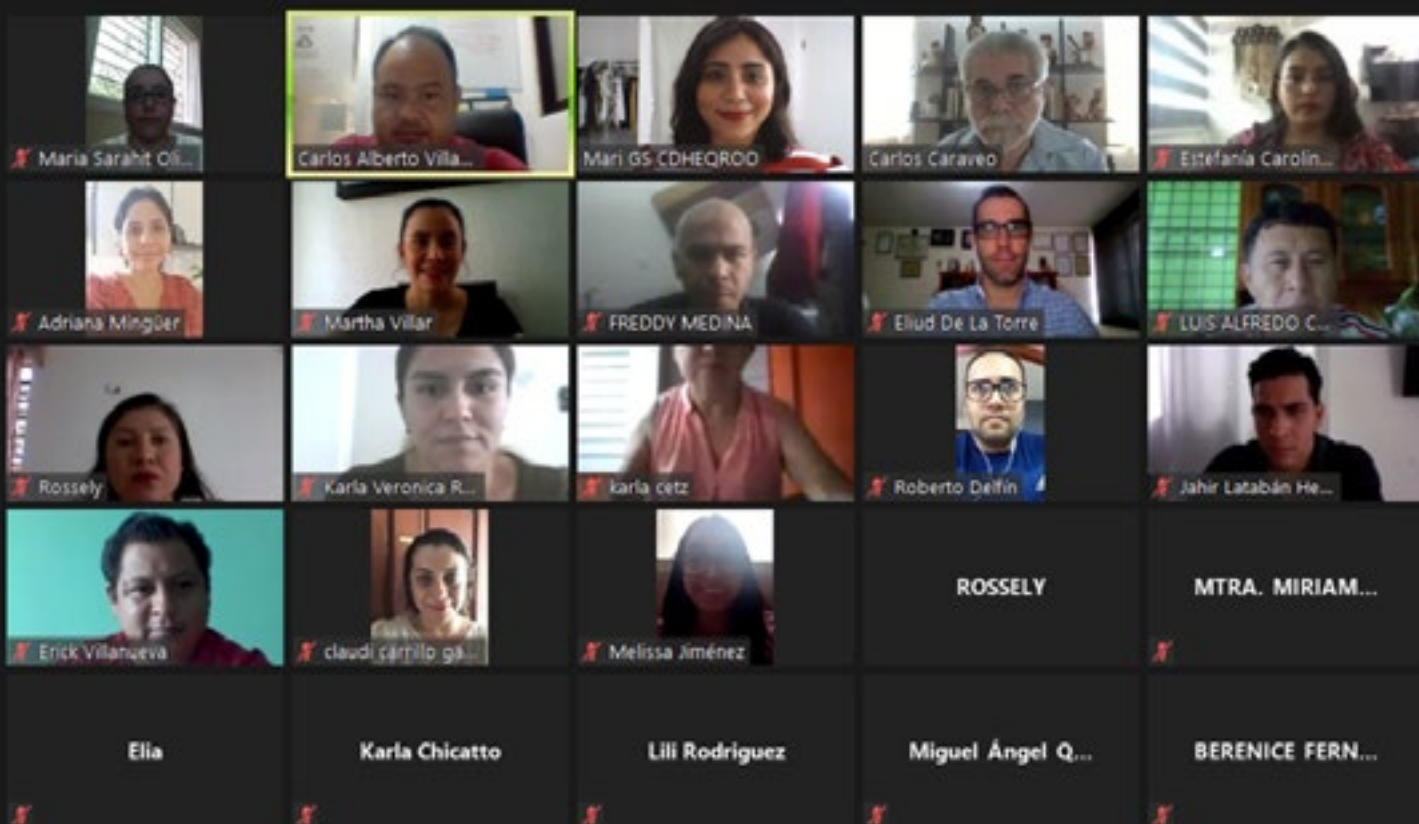 Maria Sarahit Oli...
Carlos Alberto Villa...
Mari GS CDHEQROO
Carlos Caraveo
Estefanía Carolin...
Adriana Mingüer
Martha Villar
FREDDY MEDINA
Eliud De La Torre
LUIS ALFREDO C...
Rossely
Karla Veronica R...
karla cetz
Roberto Delfín
Jahir Latabán He...
Erick Villanueva
claudi carrillo ga...
Melissa Jiménez
ROSSELY
MTRA. MIRIAM...
Elia
Karla Chicatto
Lili Rodriguez
Miguel Ángel Q...
BERENICE FERN...